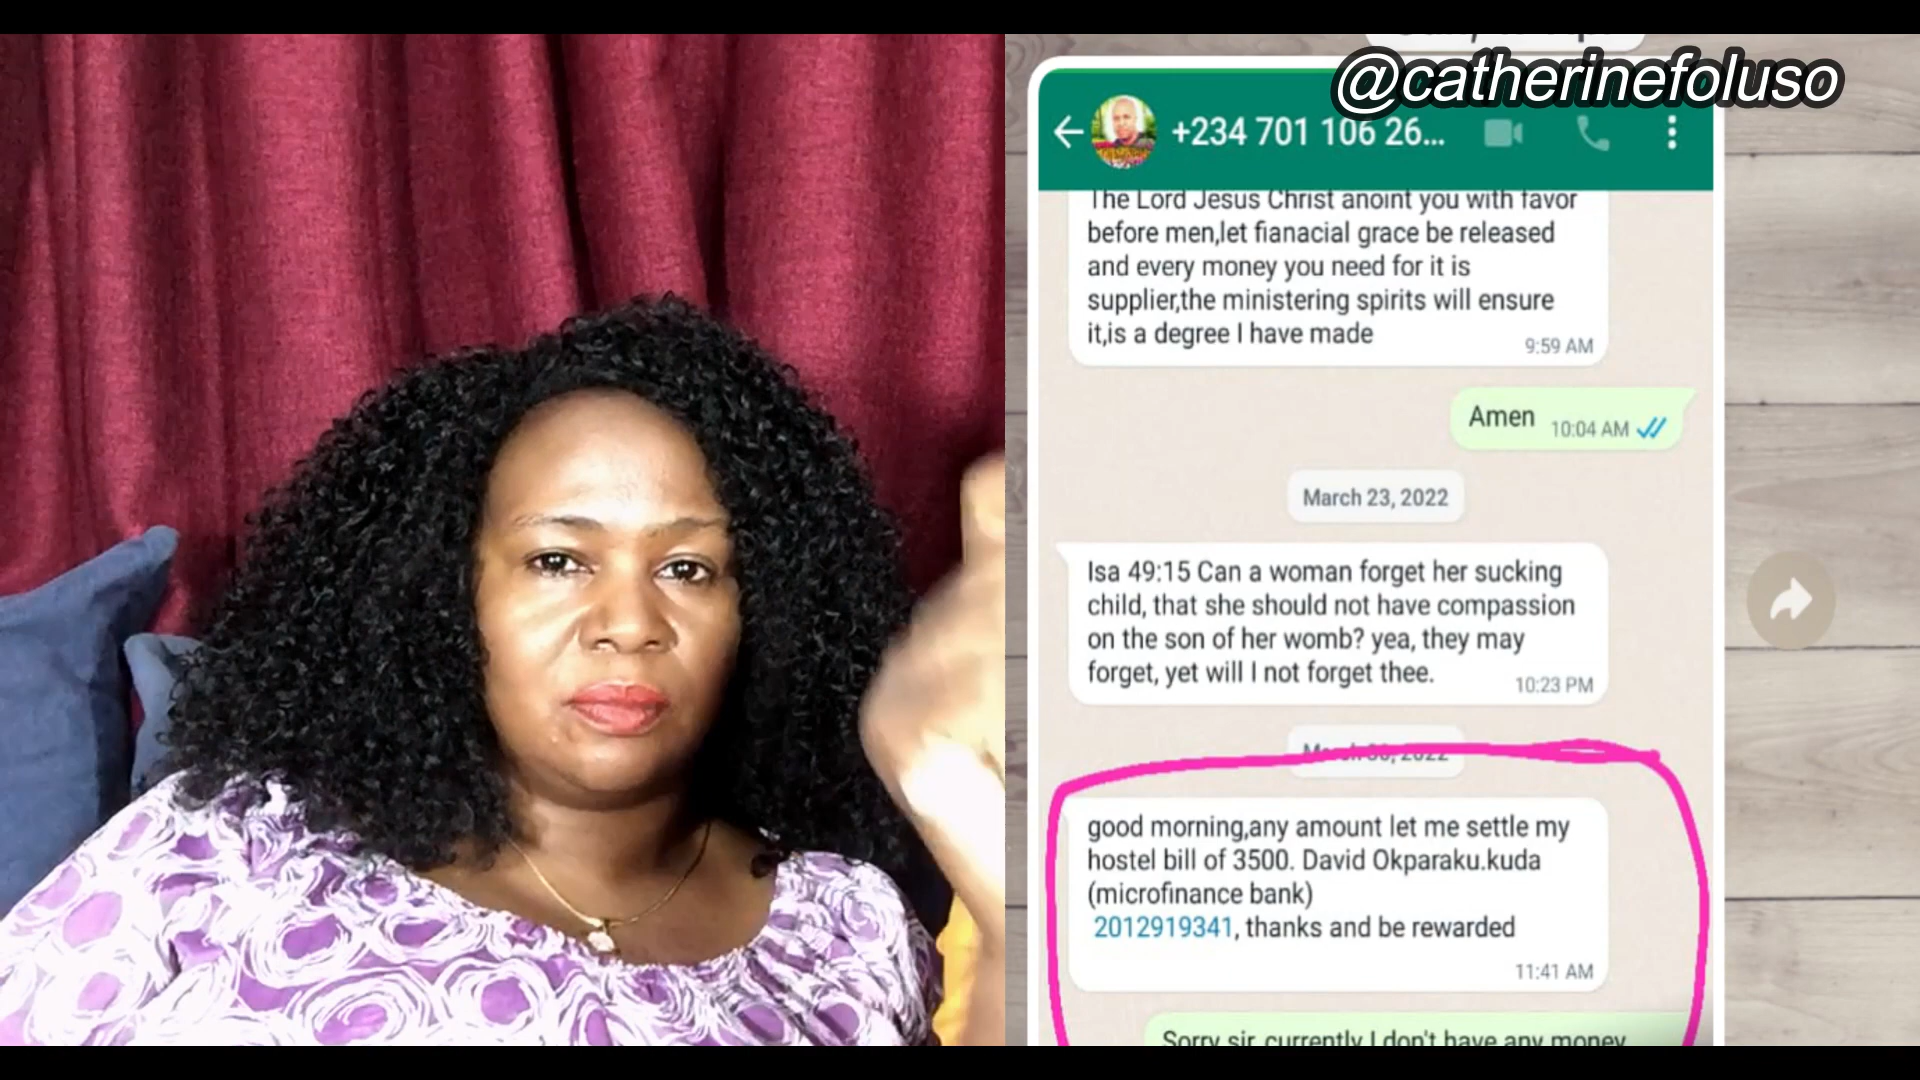 @catherinefoluso
+234 701 106 26...
The Lord Jesus Christ anoint you with favor
before men,let fianacial grace be released
and every money you need for it is
supplier,the ministering spirits will ensure
it,is a degree I have made
9:59 AM
Amen
10:04 AM
March 23, 2022
Isa 49:15 Can a woman forget her sucking
child, that she should not have compassion
on the son of her womb? yea, they may
forget, yet will I not forget thee.
10:23 PM
March 2022
good morning,any amount let me settle my
hostel bill of 3500. David Okparaku.kuda
(microfinance bank)
2012919341, thanks and be rewarded
11:41 AM
Sorry sir, currently I don't have any money